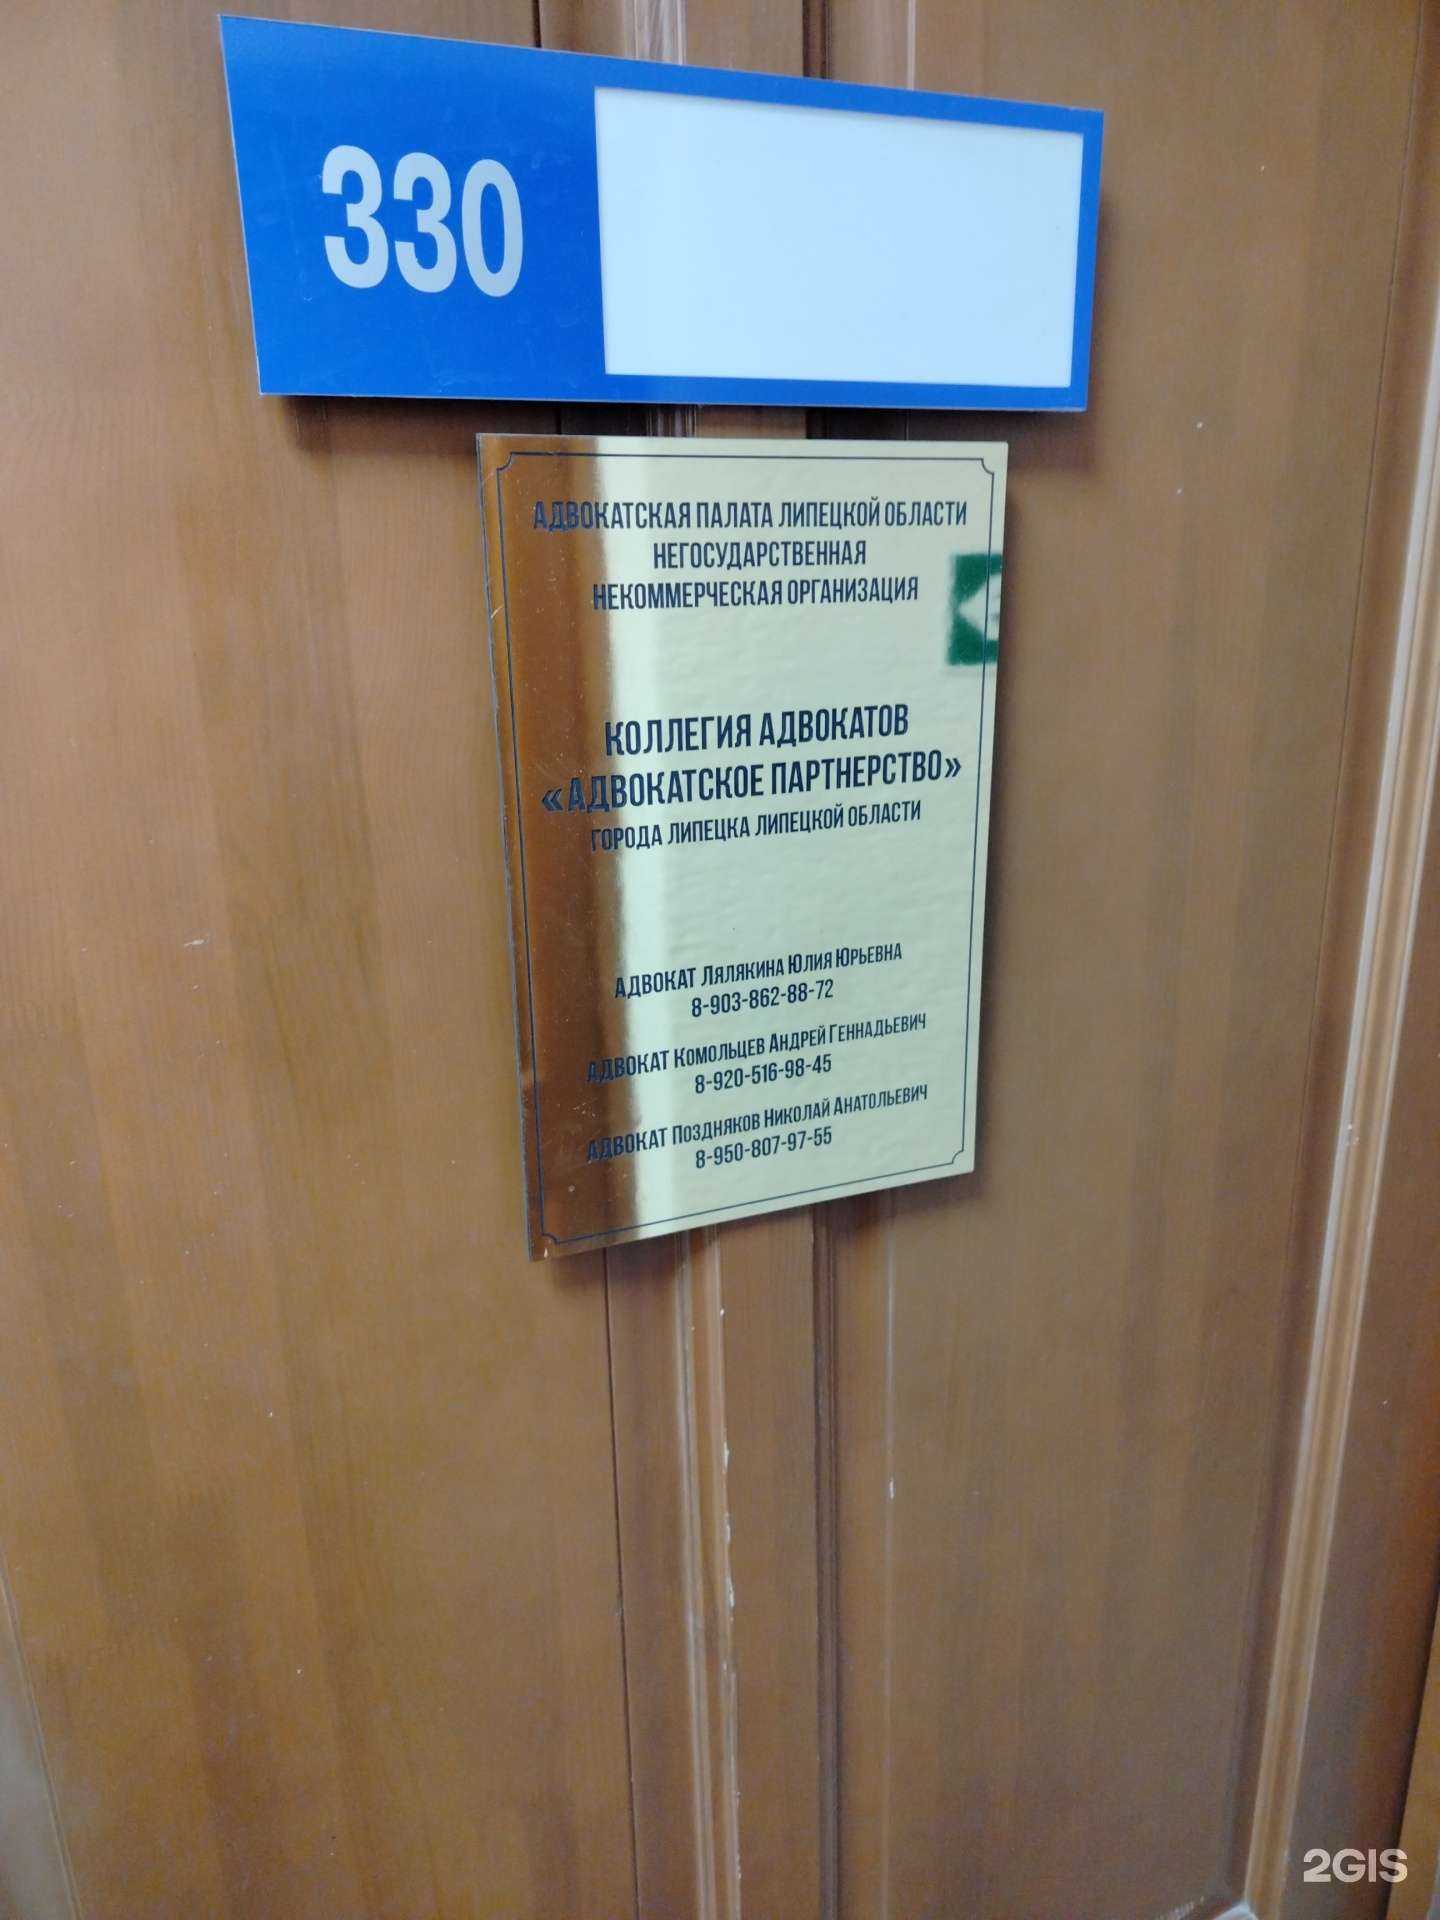 330
АДВОКАТСКАЯ ПАЛАТА ЛИПЕЦКОЙ ОБЛАСТИ
НЕГОСУДАРСТВЕННАЯ
НЕКОММЕРЧЕСКАЯ ОРГАНИЗАЦИЯ
КОЛЛЕГИЯ АДВОКАТОВ
«АДВОКАТСКОЕ ПАРТНЕРСТВО»
ГОРОДА ЛИПЕЦКА ЛИПЕЦКОЙ ОБЛАСТИ
АДВОКАТ ЛЯЛЯКИНА ЮЛИЯ ЮРЬЕВНА
8-903-862-88-72
АДВОКАТ КОМОЛЬЦЕВ АНДРЕЙ ГЕННАДЬЕВИЧ
8-920-516-98-45
АДВОКАТ ПОЗДНЯКОВ НИКОЛАЙ АНАТОЛЬЕВИЧ
8-950-807-97-55
2GIS